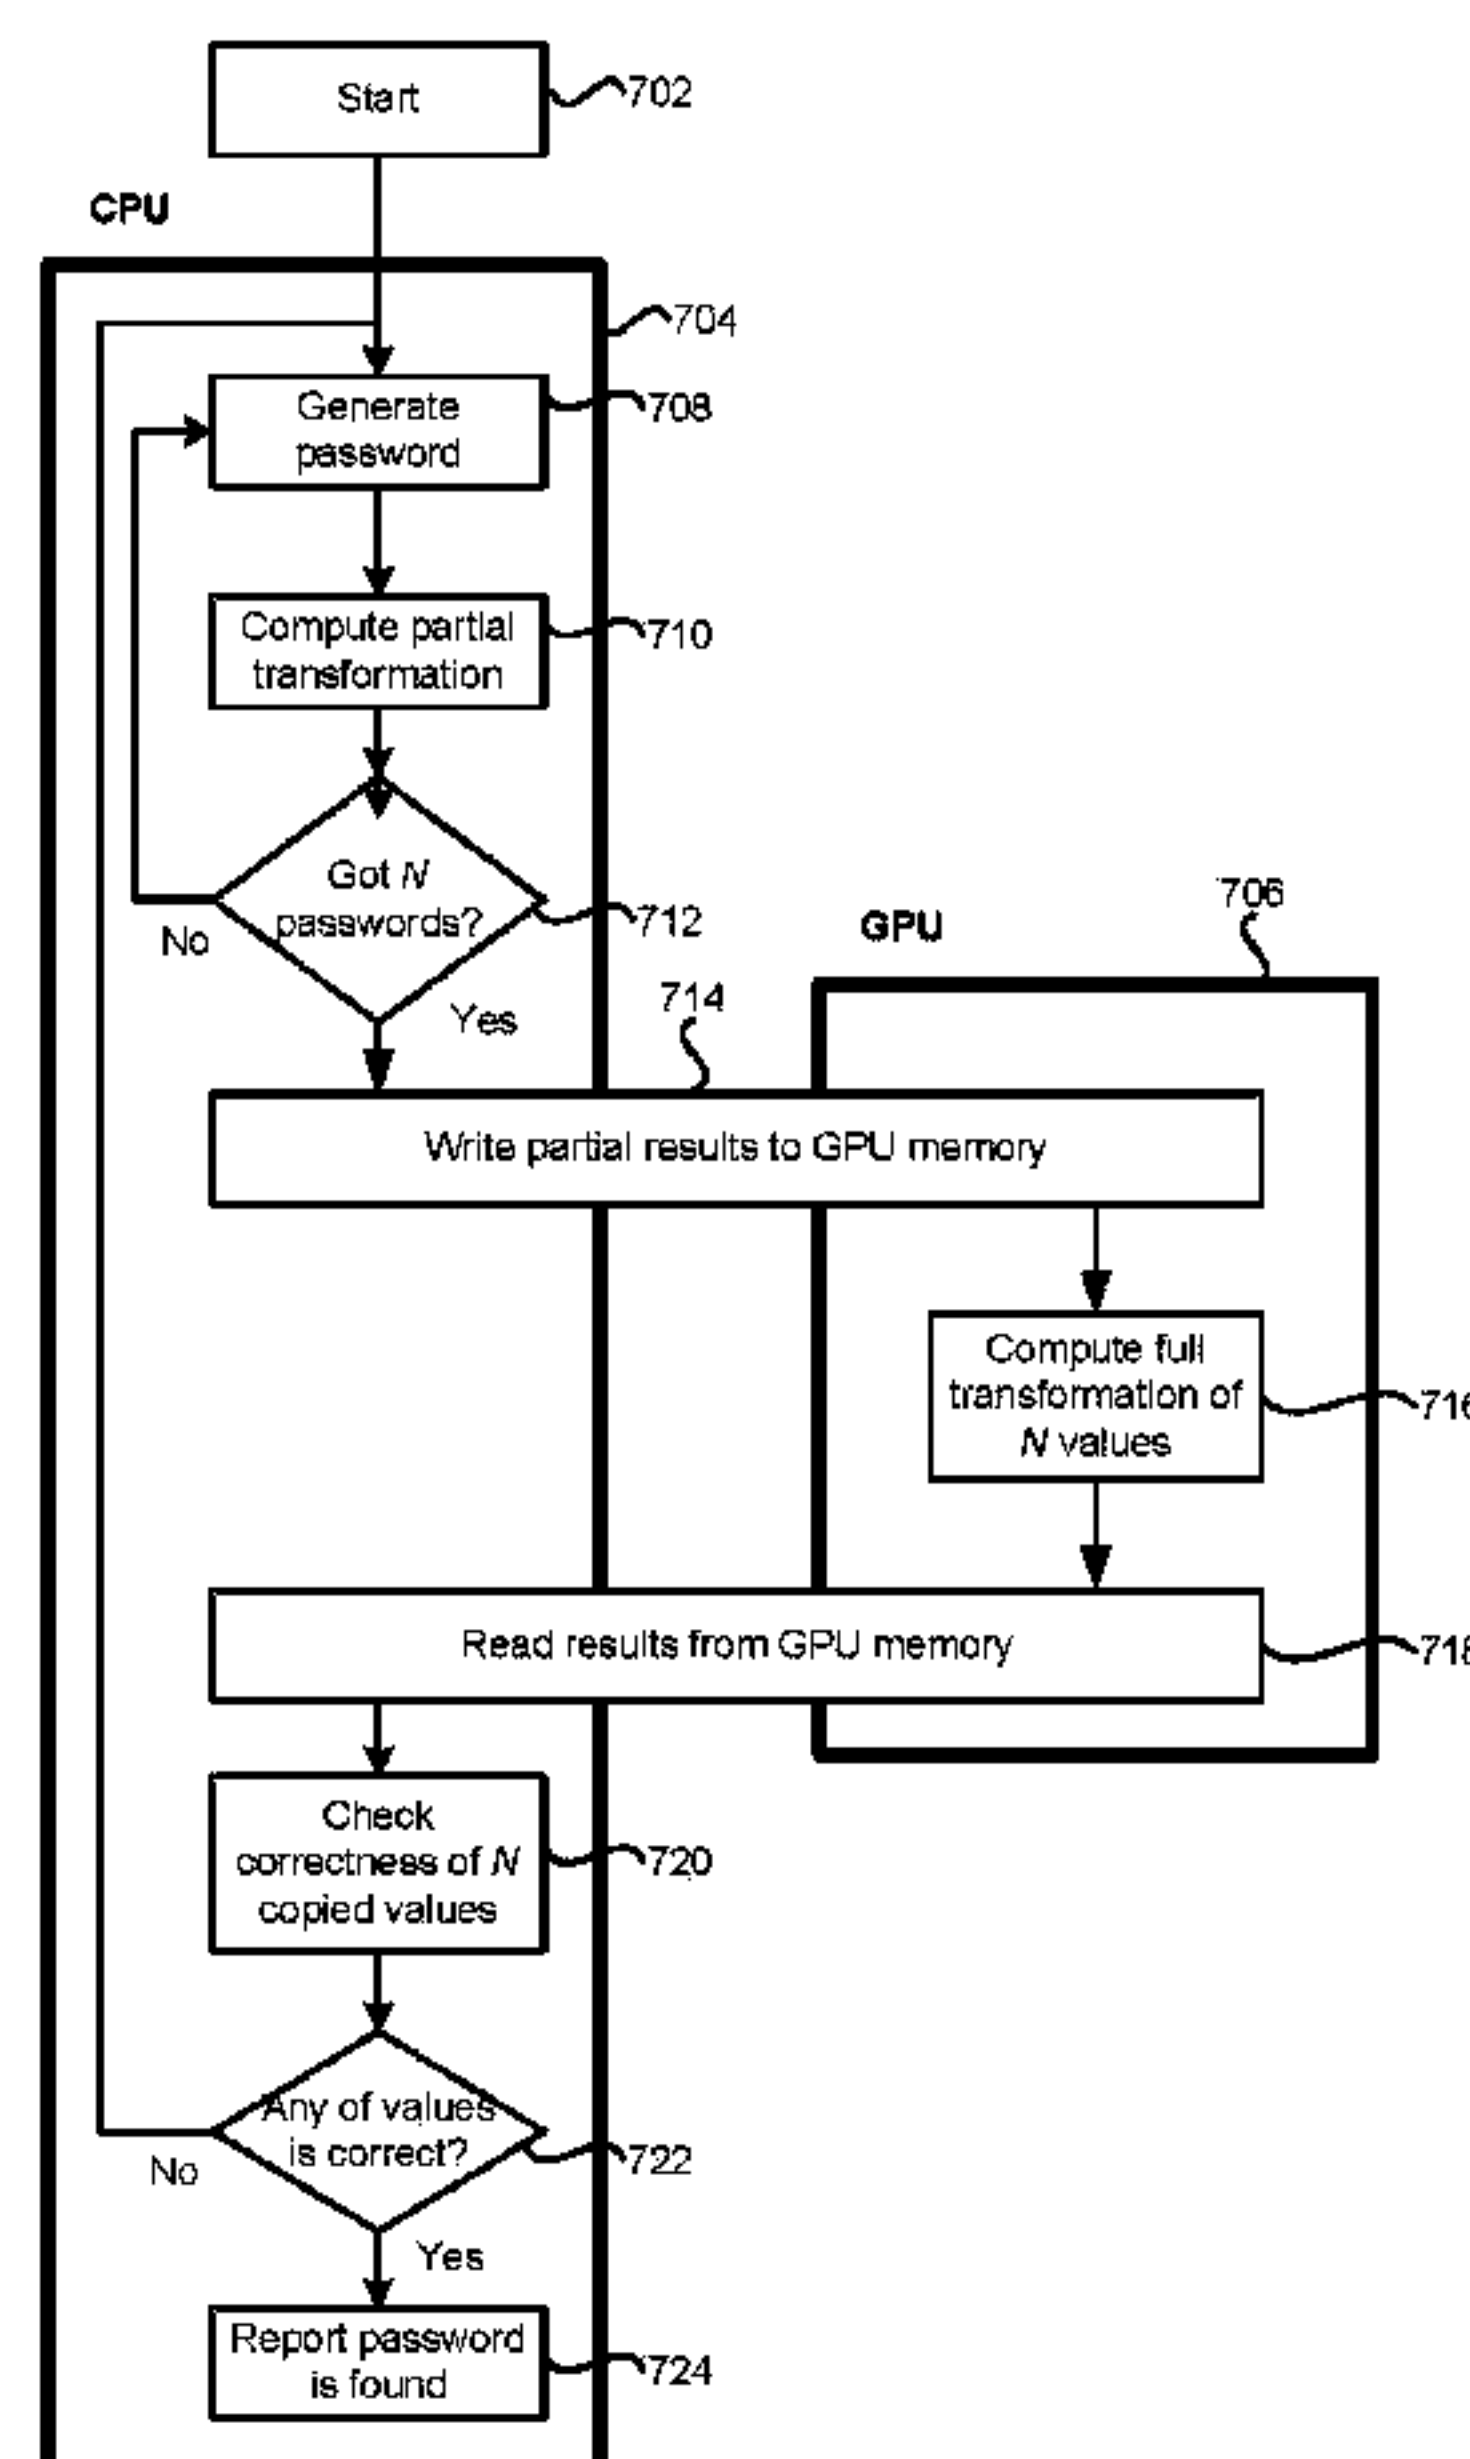 Start
702
CPU
704
Generate
password
708
Compute partial
transformation
710
Got N
passwords?
712
No
Yes
706
GPU
714
Write partial results to GPU memory
Compute full
transformation of
N values
716
Read results from GPU memory
718
Check
correctness of N
copied values
720
Any of values
is correct?
722
No
Yes
Report password
is found
724